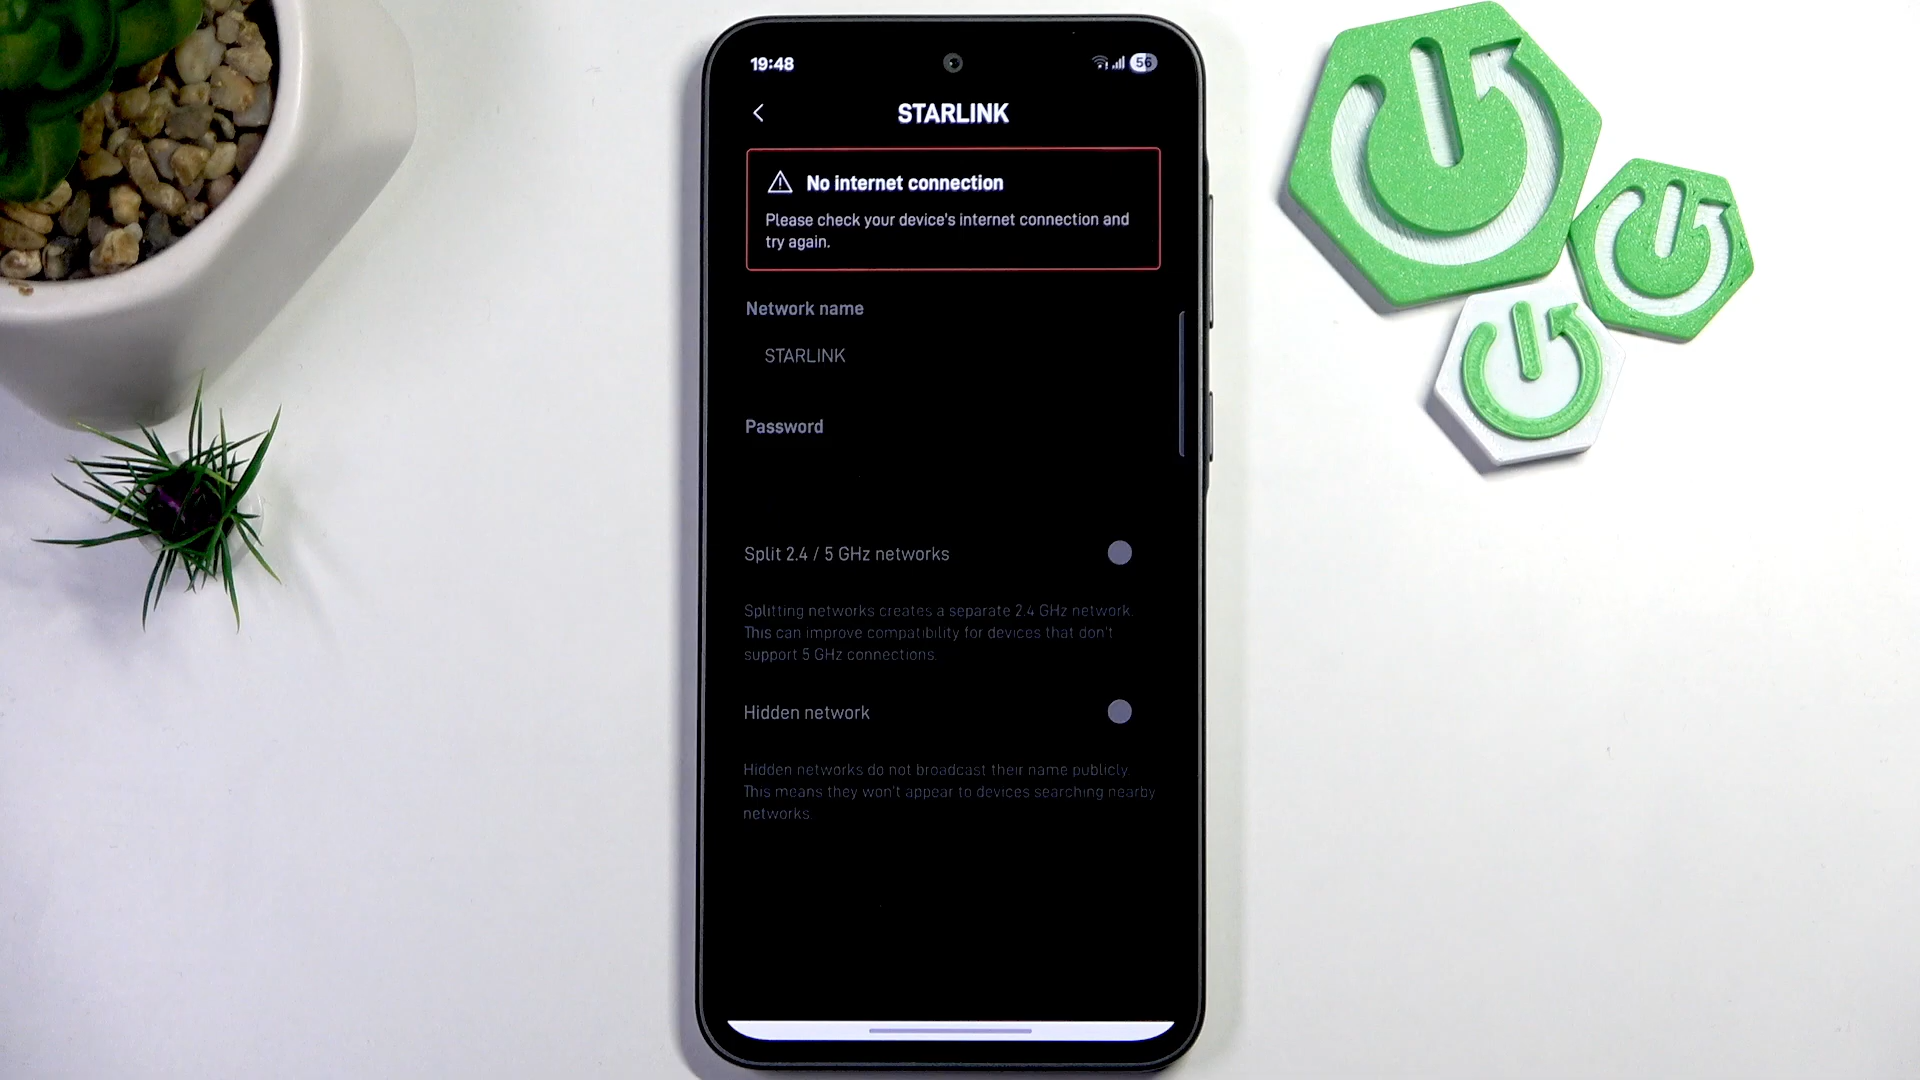 19:48
56
STARLINK
No internet connection
Please check your device's internet connection and
try again.
Network name
STARLINK
Password
Split 2.4 / 5 GHz networks
Splitting networks creates a separate 2.4 GHz network.
This can improve compatibility for devices that don't
support 5 GHz connections.
Hidden network
Hidden networks do not broadcast their name publicly.
This means they won't appear to devices searching nearby
networks.